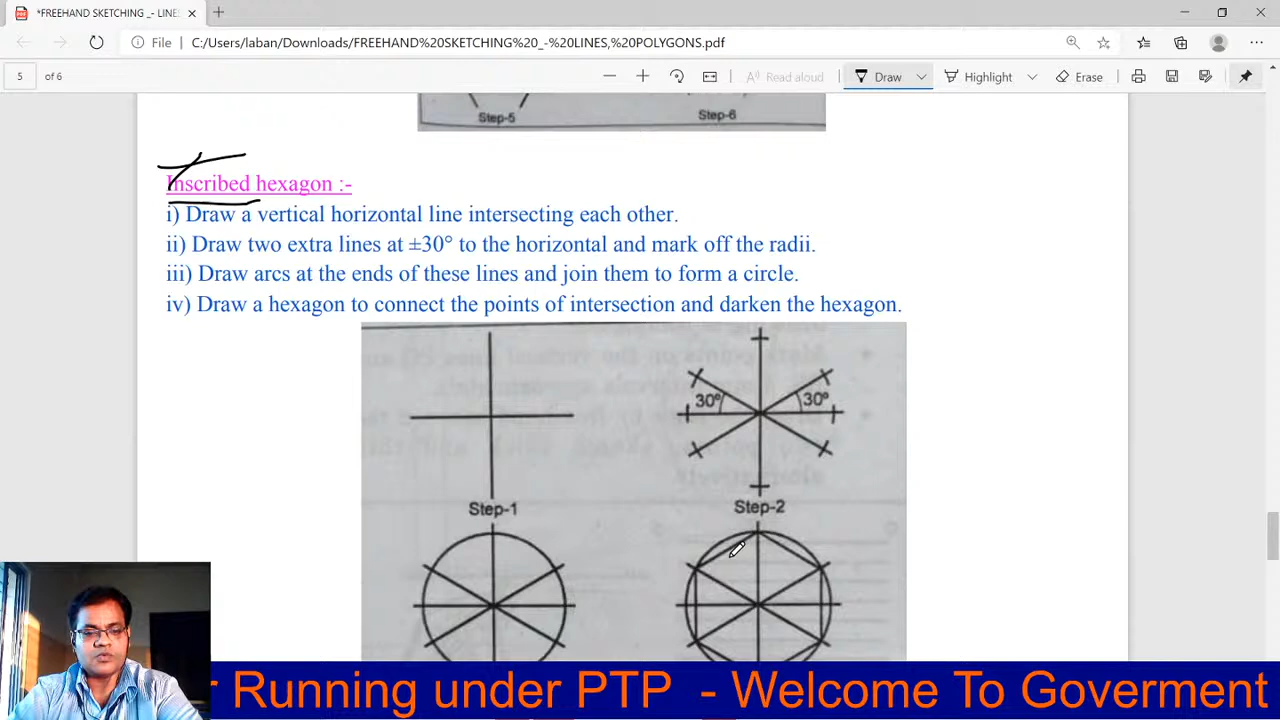 *FREEHAND SKETCHING _- LINES
File C:/Users/laban/Downloads/FREEHAND%20SKETCHING%20_-%20LINES,%20POLYGONS.pdf
5 of 6 Read aloud Draw Highlight Erase
Step-5 Step-6
Inscribed hexagon :-
i) Draw a vertical horizontal line intersecting each other.
ii) Draw two extra lines at ±30° to the horizontal and mark off the radii.
iii) Draw arcs at the ends of these lines and join them to form a circle.
iv) Draw a hexagon to connect the points of intersection and darken the hexagon.
30° 30°
Step-1 Step-2
r Running under PTP - Welcome To Goverment